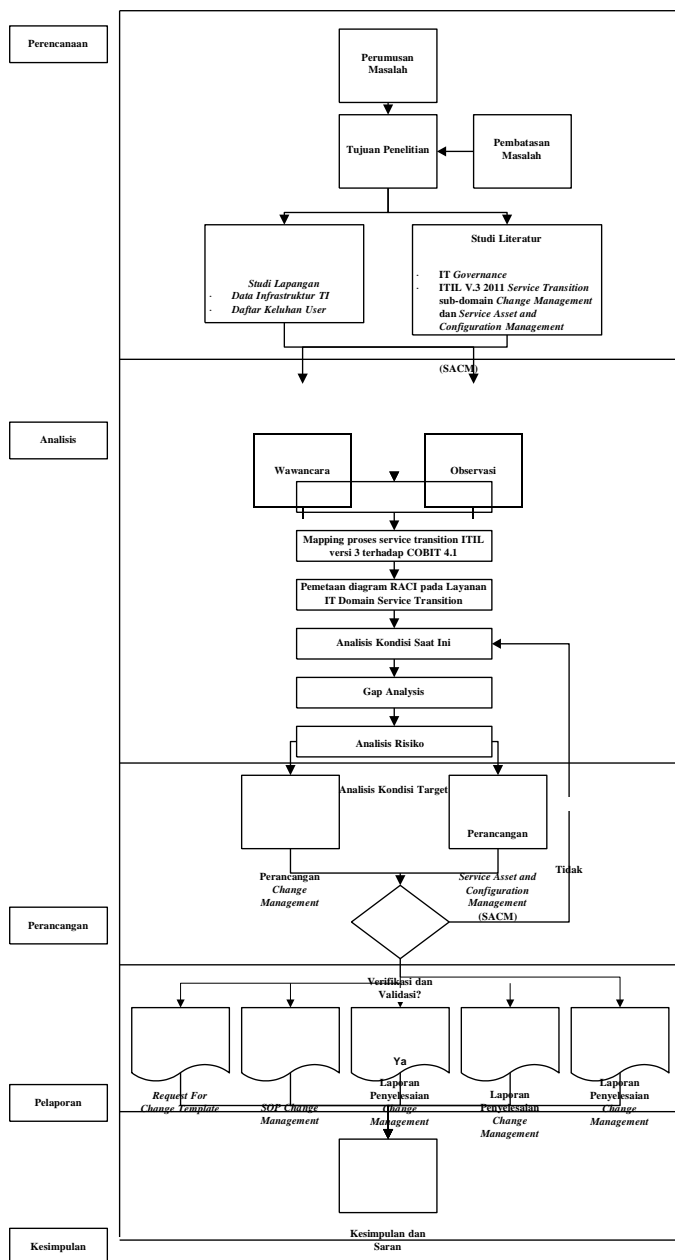 Perencanaan
Perumusan
Masalah
Tujuan Penelitian
Pembatasan
Masalah
Studi Lapangan
· Data Infrastruktur TI
· Daftar Keluhan User
Studi Literatur
· IT Governance
· ITIL V.3 2011 Service Transition
sub-domain Change Management
dan Service Asset and
Configuration Management
(SACM)
Analisis
Wawancara
Observasi
Mapping proses service transition ITIL
versi 3 terhadap COBIT 4.1
Pemetaan diagram RACI pada Layanan
IT Domain Service Transition
Analisis Kondisi Saat Ini
Gap Analysis
Analisis Risiko
Analisis Kondisi Target
Perancangan
Perancangan
Change
Management
Service Asset and
Configuration
Management
(SACM)
Tidak
Perancangan
Verifikasi dan
Validasi?
Ya
Pelaporan
Request For
Change Template
SOP Change
Management
Laporan
Penyelesaian
Change
Management
Laporan
Penyelesaian
Change
Management
Laporan
Penyelesaian
Change
Management
Kesimpulan dan
Saran
Kesimpulan